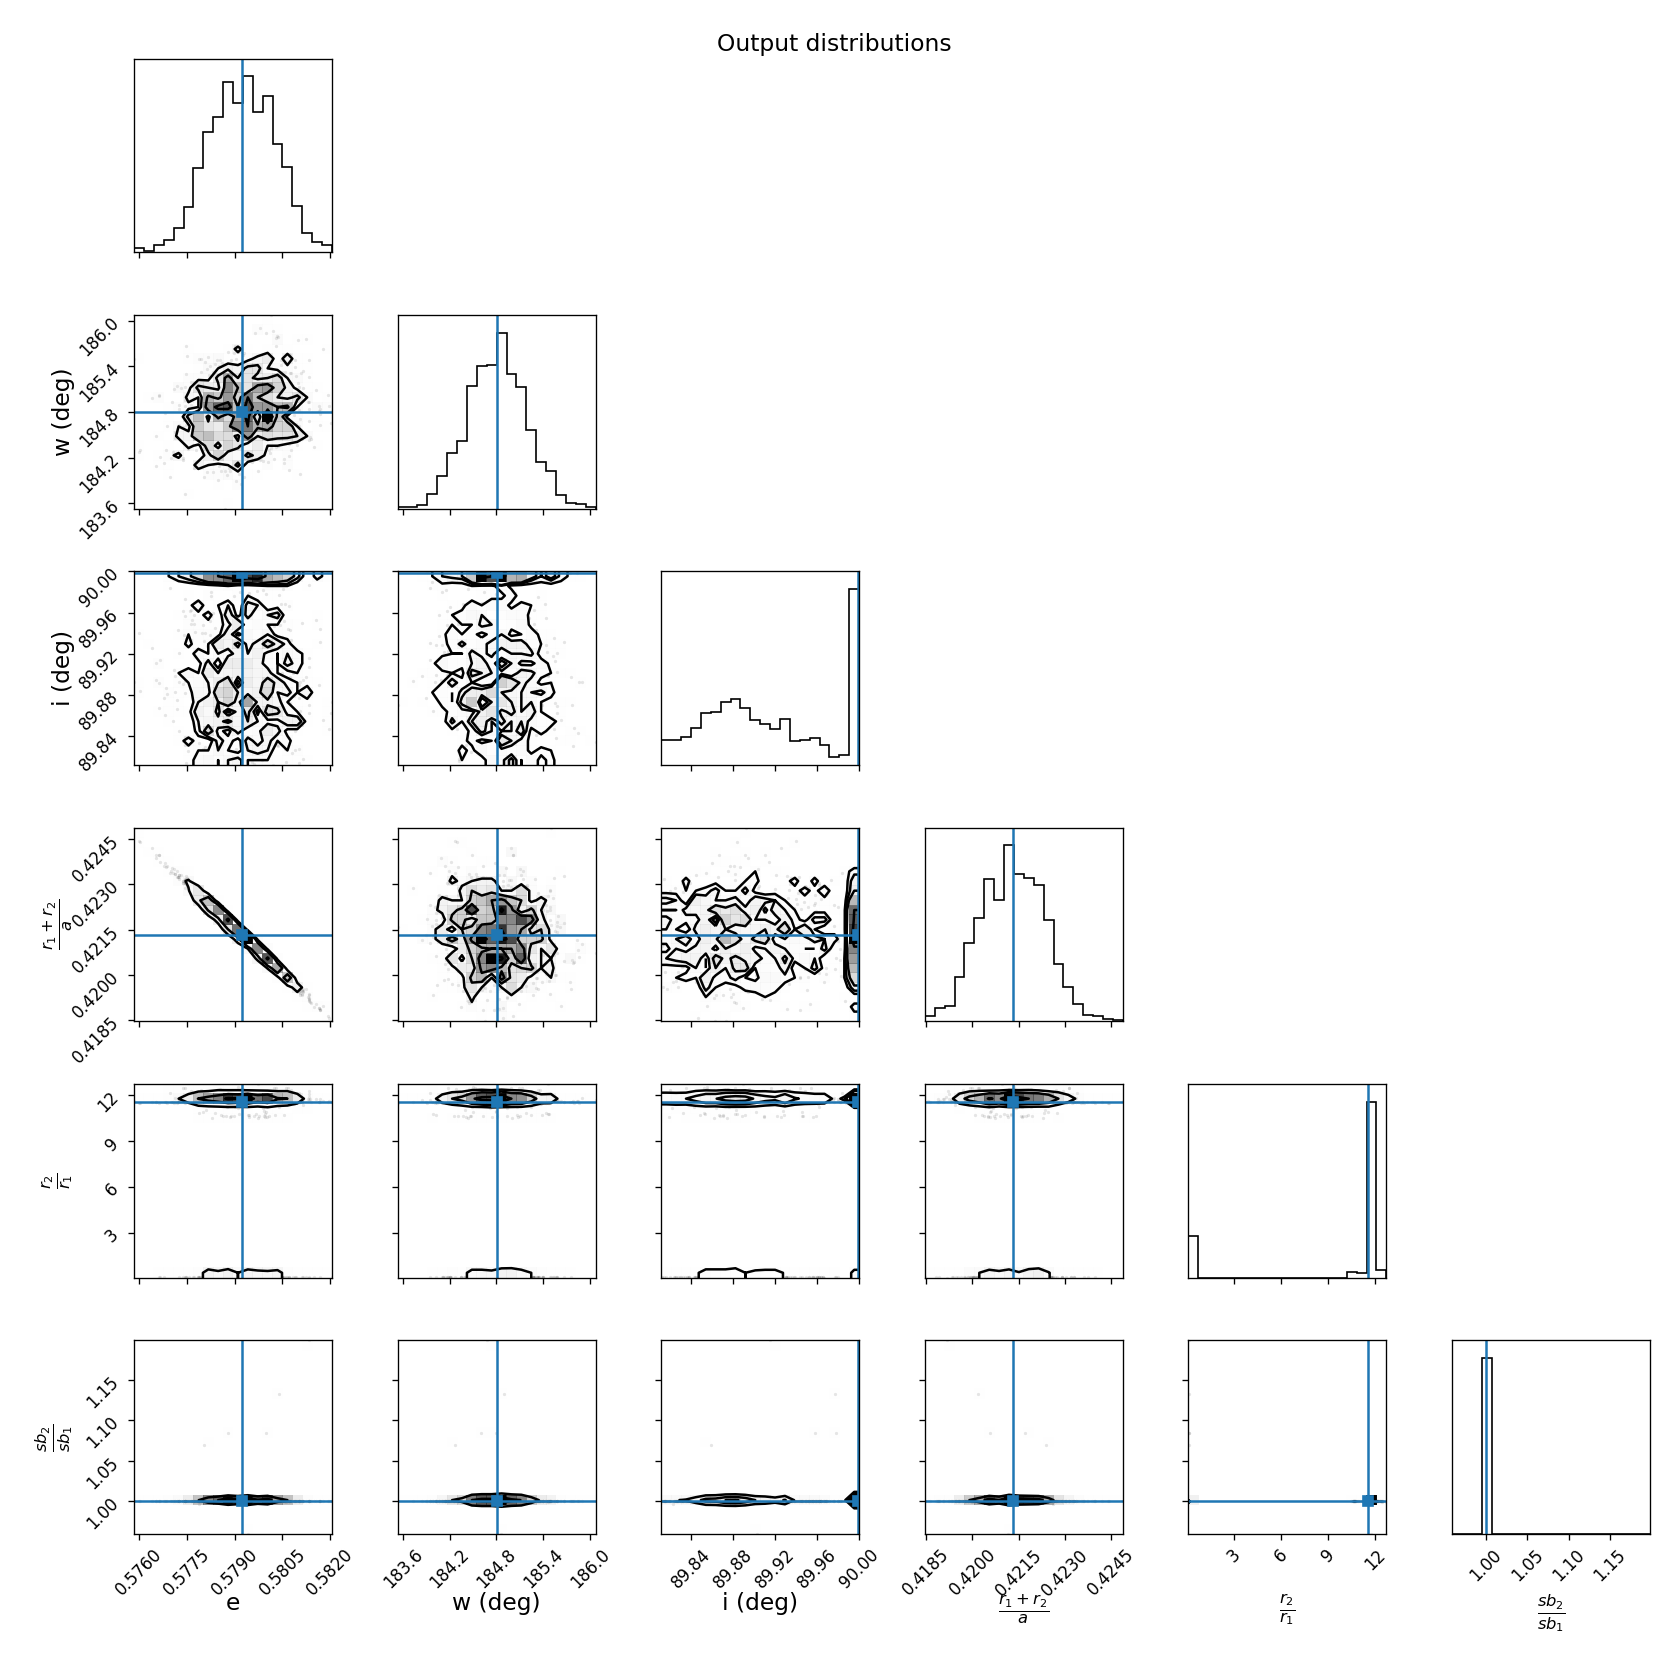 Output distributions
w (deg)
186.0
185.4
184.8
184.2
183.6
i (deg)
90.00
89.96
89.92
89.88
89.84
r₁ + r₂
a
0.4245
0.4230
0.4215
0.4200
0.4185
r₂
r₁
12
9
6
3
sb₂
sb₁
1.15
1.10
1.05
1.00
0.5760 0.5775 0.5790 0.5805 0.5820
183.6 184.2 184.8 185.4 186.0
89.84 89.88 89.92 89.96 90.00
0.4185 0.4200 0.4215 0.4230 0.4245
3 6 9 12
1.00 1.05 1.10 1.15
e
w (deg)
i (deg)
r₁ + r₂
a
r₂
r₁
sb₂
sb₁